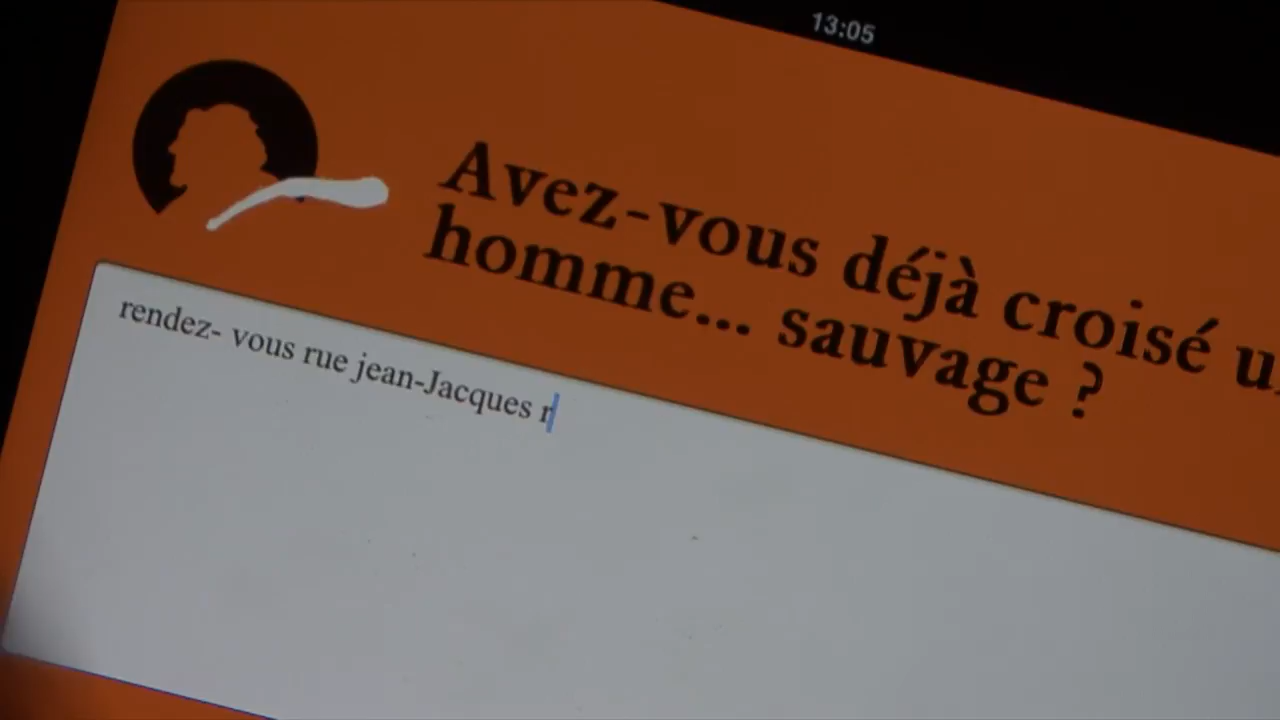 13:05
Avez-vous déjà croisé
homme... sauvage ?
rendez- vous rue jean-Jacques r